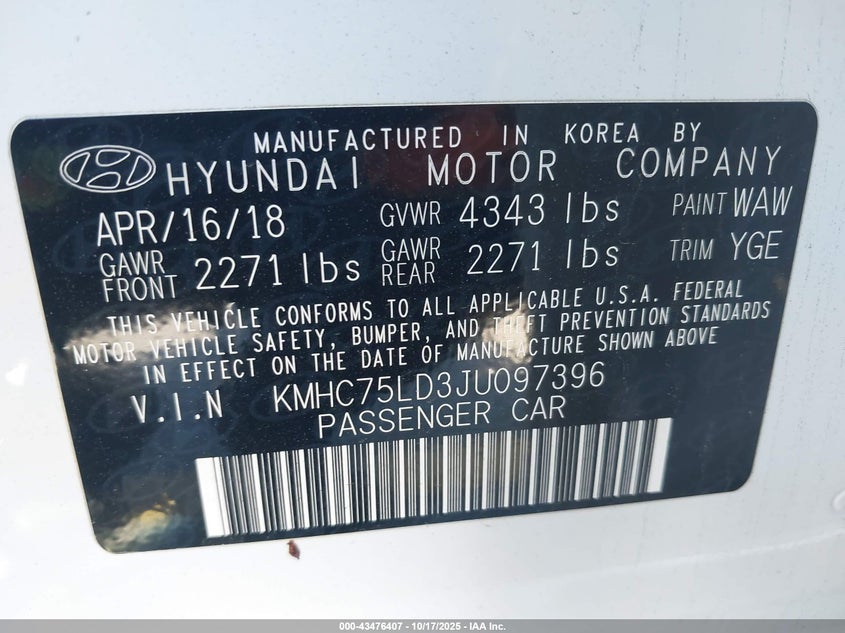 MANUFACTURED IN KOREA BY
HYUNDAI MOTOR COMPANY
APR/16/18 GVWR 4343 lbs PAINT WAW
GAWR FRONT 2271 lbs GAWR REAR 2271 lbs TRIM YGE
THIS VEHICLE CONFORMS TO ALL APPLICABLE U.S.A. FEDERAL
MOTOR VEHICLE SAFETY, BUMPER, AND THEFT PREVENTION STANDARDS
IN EFFECT ON THE DATE OF MANUFACTURE SHOWN ABOVE
V.I.N KMHC75LD3JU097396
PASSENGER CAR
000-43476407 - 10/17/2025 - IAA Inc.